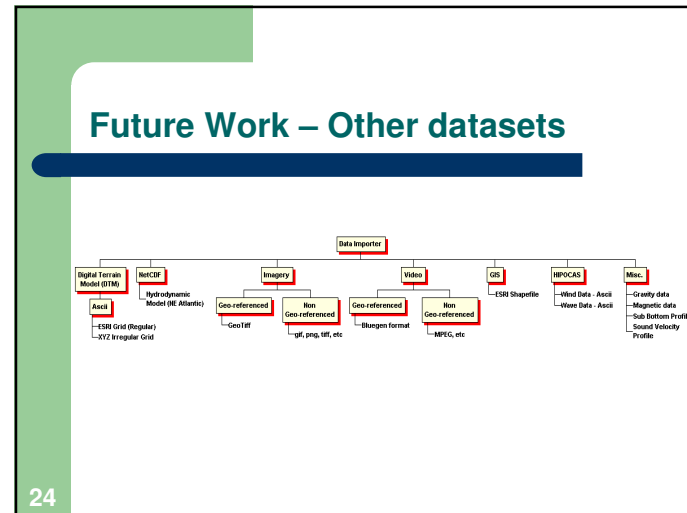 Future Work – Other datasets
Data Importer
Digital Terrain
Model (DTM)
NetCDF
Imagery
Video
GIS
HIPOCAS
Misc.
Ascii
ESRI Grid (Regular)
XYZ Irregular Grid
Hydrodynamic
Model (NE Atlantic)
Geo-referenced
GeoTiff
Non
Geo-referenced
gif, png, tiff, etc
Geo-referenced
Bluegen format
Non
Geo-referenced
MPEG, etc
ESRI Shapefile
Wind Data - Ascii
Wave Data - Ascii
Gravity data
Magnetic data
Sub Bottom Profil
Sound Velocity
Profile
24